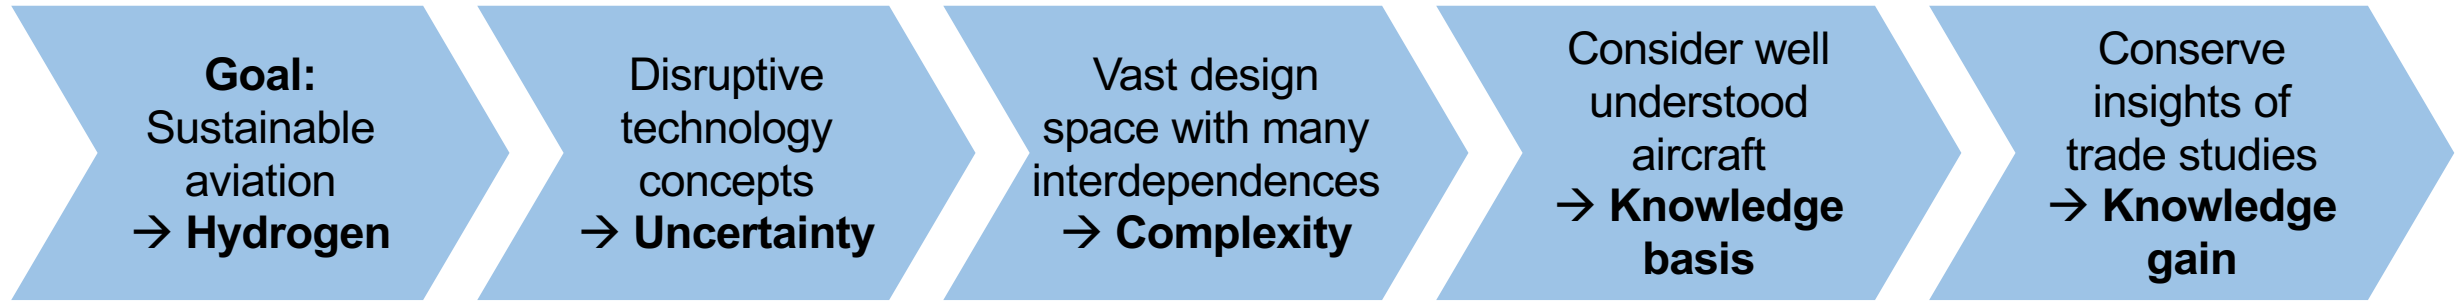 Goal:
Sustainable
aviation
→ Hydrogen
Disruptive
technology
concepts
→ Uncertainty
Vast design
space with many
interdependences
→ Complexity
Consider well
understood
aircraft
→ Knowledge
basis
Conserve
insights of
trade studies
→ Knowledge
gain